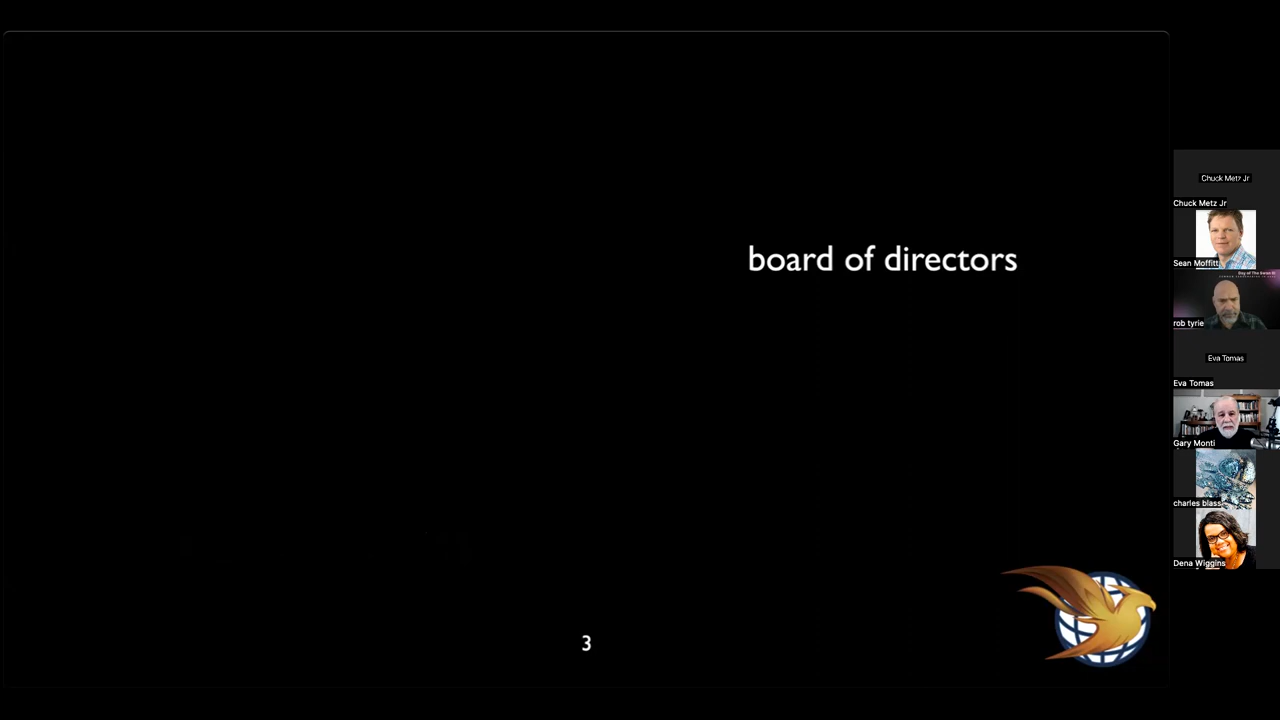 board of directors
3
Chuck Metz Jr
Chuck Metz Jr
Sean Moffitt
rob tyrie
Eva Tomas
Eva Tomas
Gary Monti
charles blass
Dena Wiggins